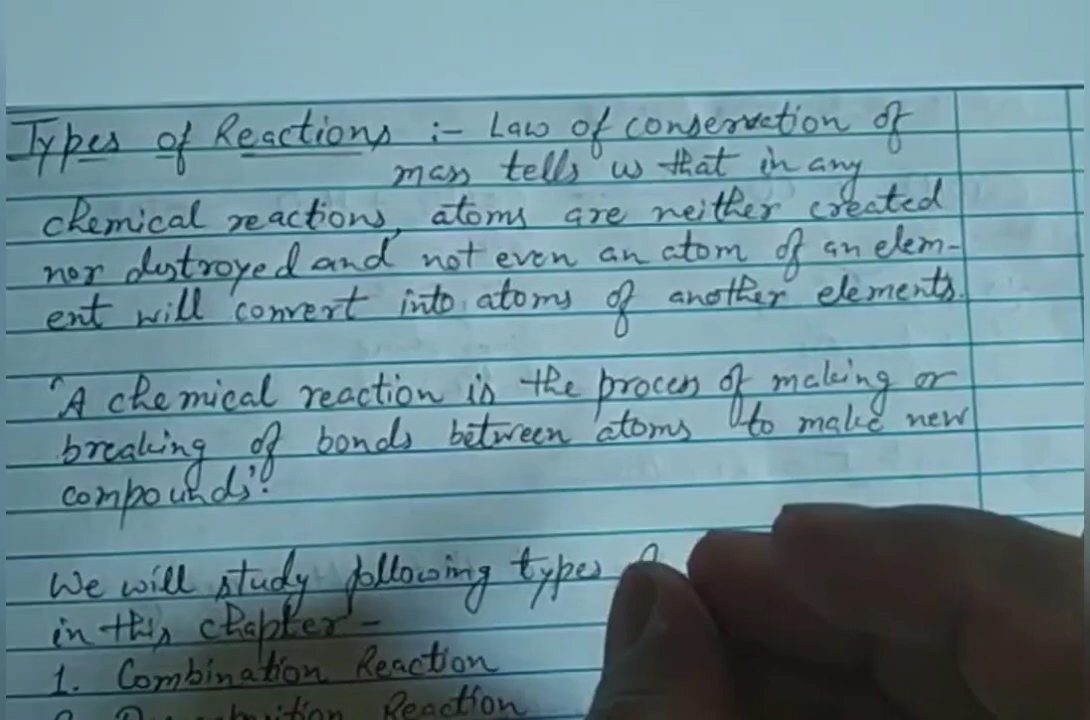 Types of Reactions :- Law of conservation of
mass tells us that in any
chemical reactions, atoms are neither created
nor destroyed and not even an atom of an elem-
ent will convert into atoms of another elements.
"A chemical reaction is the process of making or
breaking of bonds between atoms to make new
compounds".
We will study following types
in this chapter -
1. Combination Reaction
Reaction